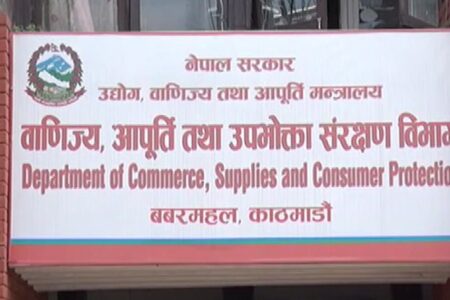 नेपाल सरकार
उद्योग, वाणिज्य तथा आपूर्ति मन्त्रालय
वाणिज्य, आपूर्ति तथा उपभोक्ता संरक्षण विभाग
Department of Commerce, Supplies and Consumer Protectio
बबरमहल, काठमाडौं